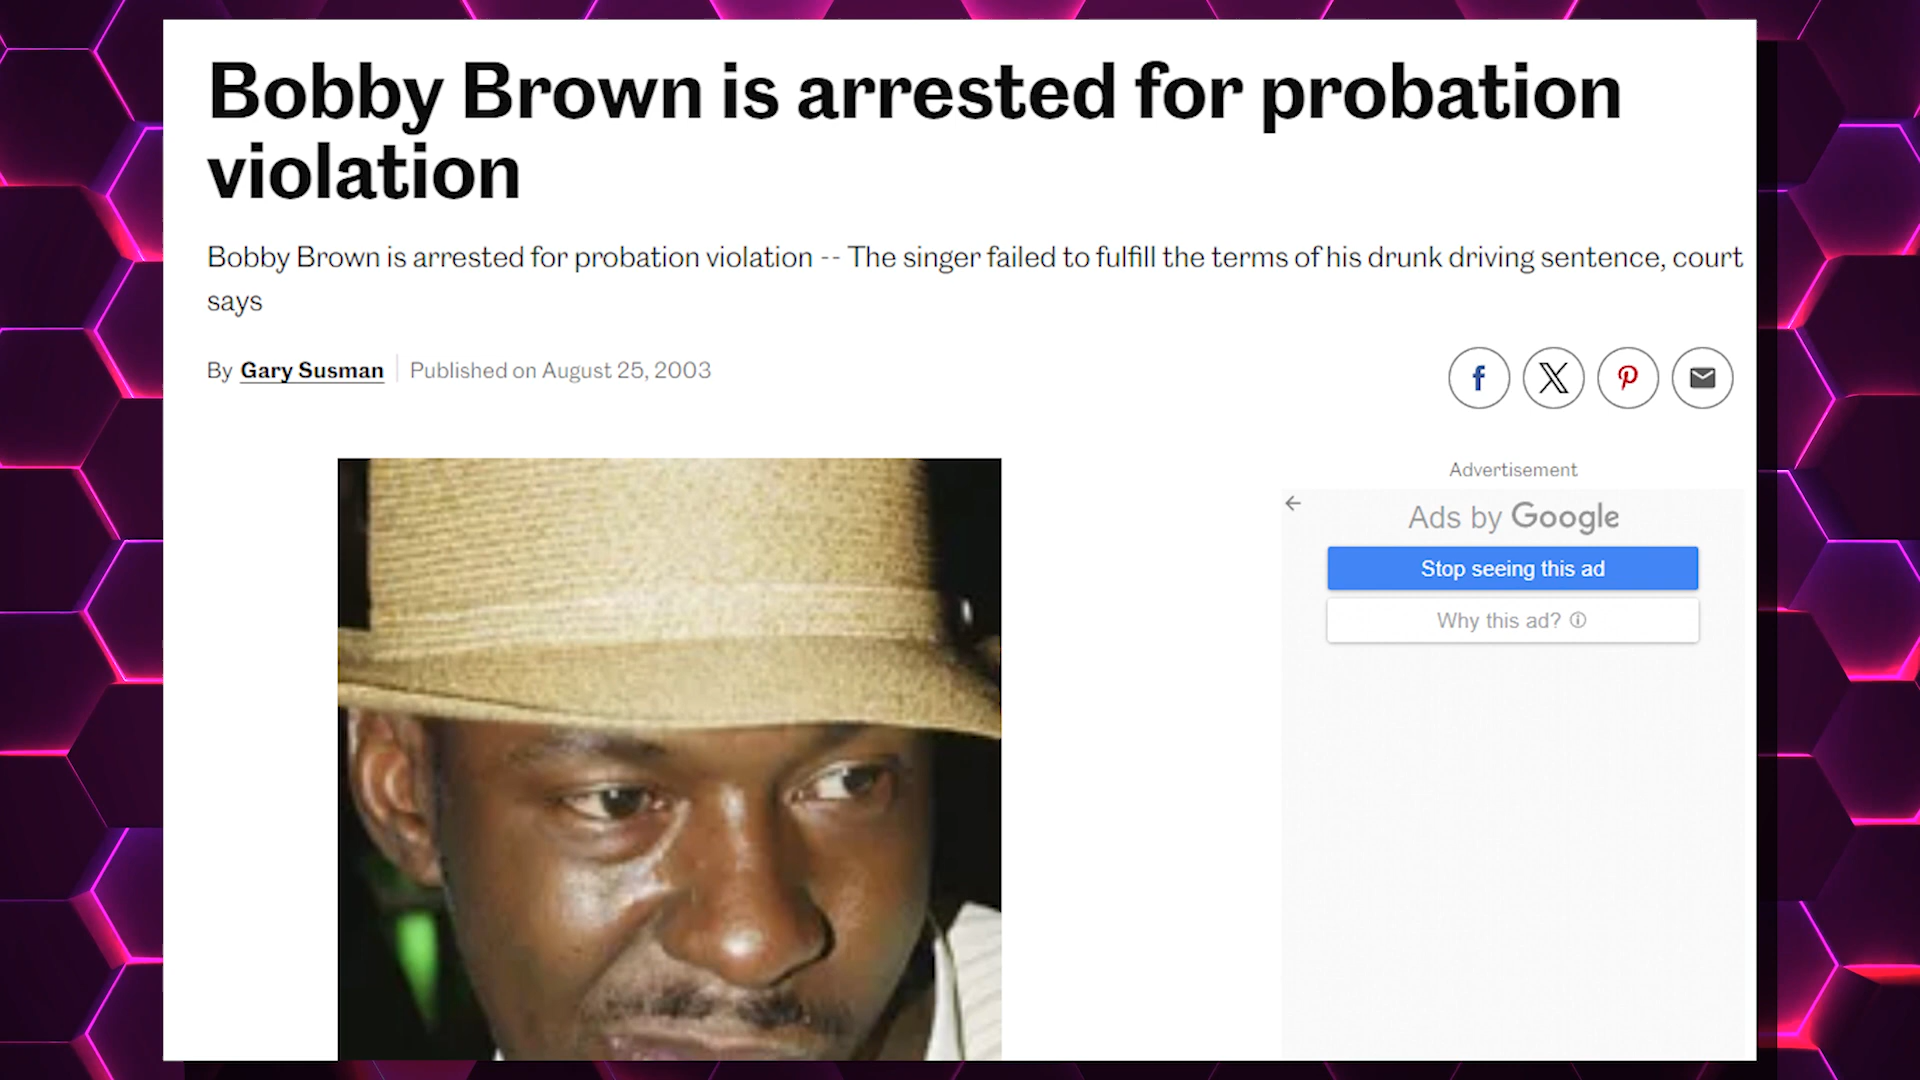 Bobby Brown is arrested for probation
violation
Bobby Brown is arrested for probation violation -- The singer failed to fulfill the terms of his drunk driving sentence, court
says
By Gary Susman Published on August 25, 2003
Advertisement
Ads by Google
Stop seeing this ad
Why this ad?